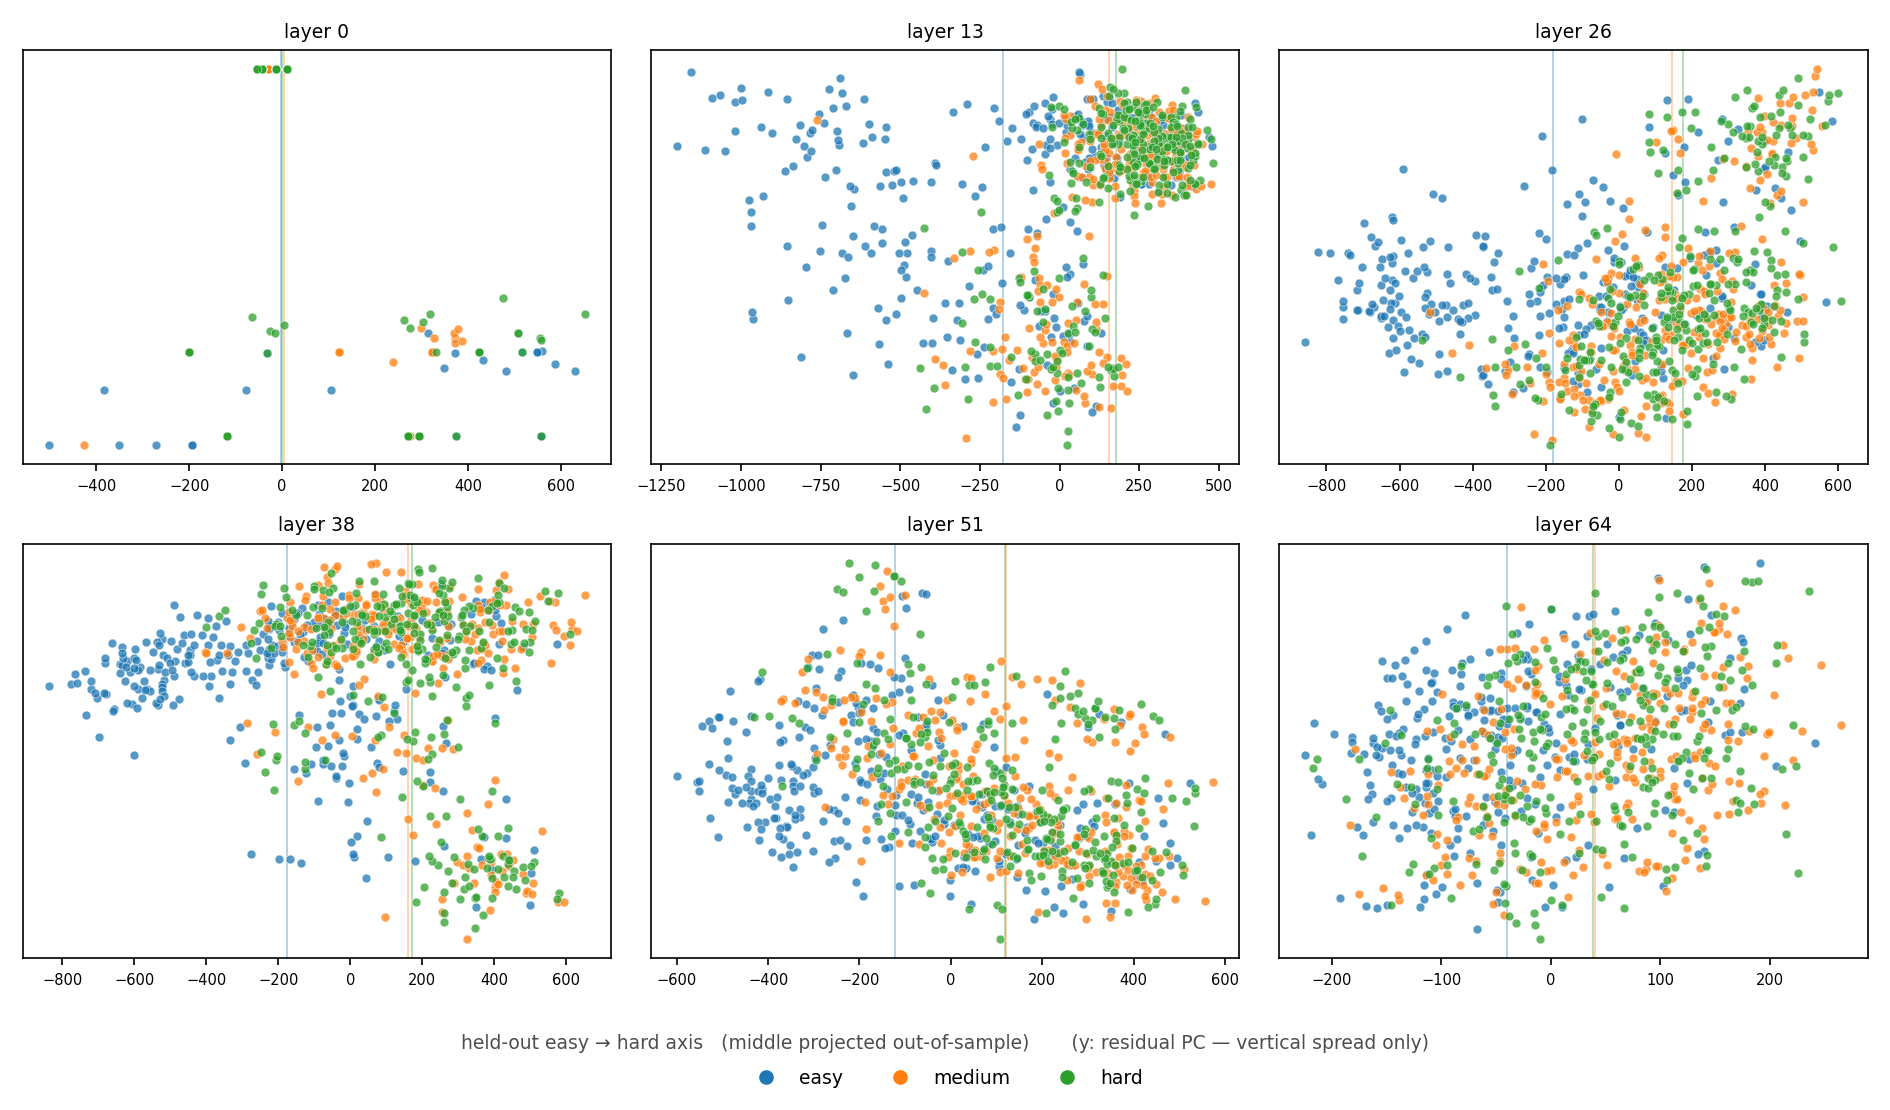 layer 0
layer 13
layer 26
−400 −200 0 200 400 600
−1250 −1000 −750 −500 −250 0 250 500
−800 −600 −400 −200 0 200 400 600
layer 38
layer 51
layer 64
−800 −600 −400 −200 0 200 400 600
−600 −400 −200 0 200 400 600
−200 −100 0 100 200
held-out easy → hard axis (middle projected out-of-sample) (y: residual PC — vertical spread only)
easy medium hard